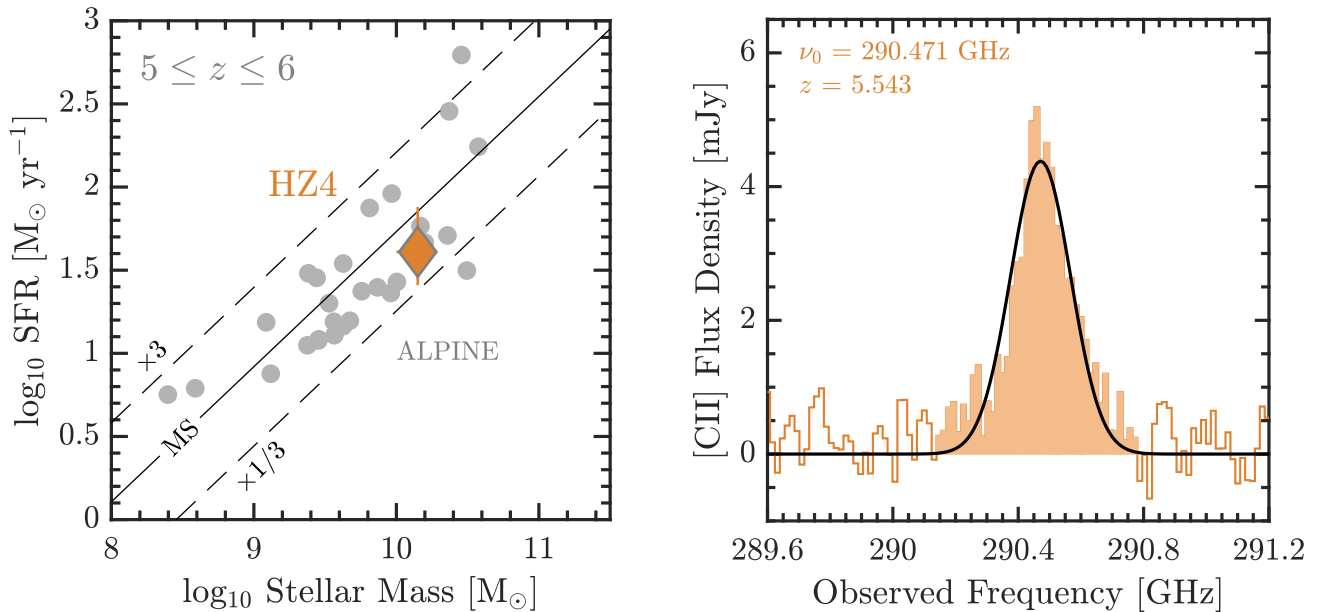 3
2.5
2
1.5
1
0.5
0
8
9
10
11
log₁₀ SFR [M⊙ yr⁻¹]
log₁₀ Stellar Mass [M⊙]
5 ≤ z ≤ 6
HZ4
×3
MS
×1/3
ALPINE
6
4
2
0
289.6
290
290.4
290.8
291.2
[CII] Flux Density [mJy]
Observed Frequency [GHz]
ν₀ = 290.471 GHz
z = 5.543